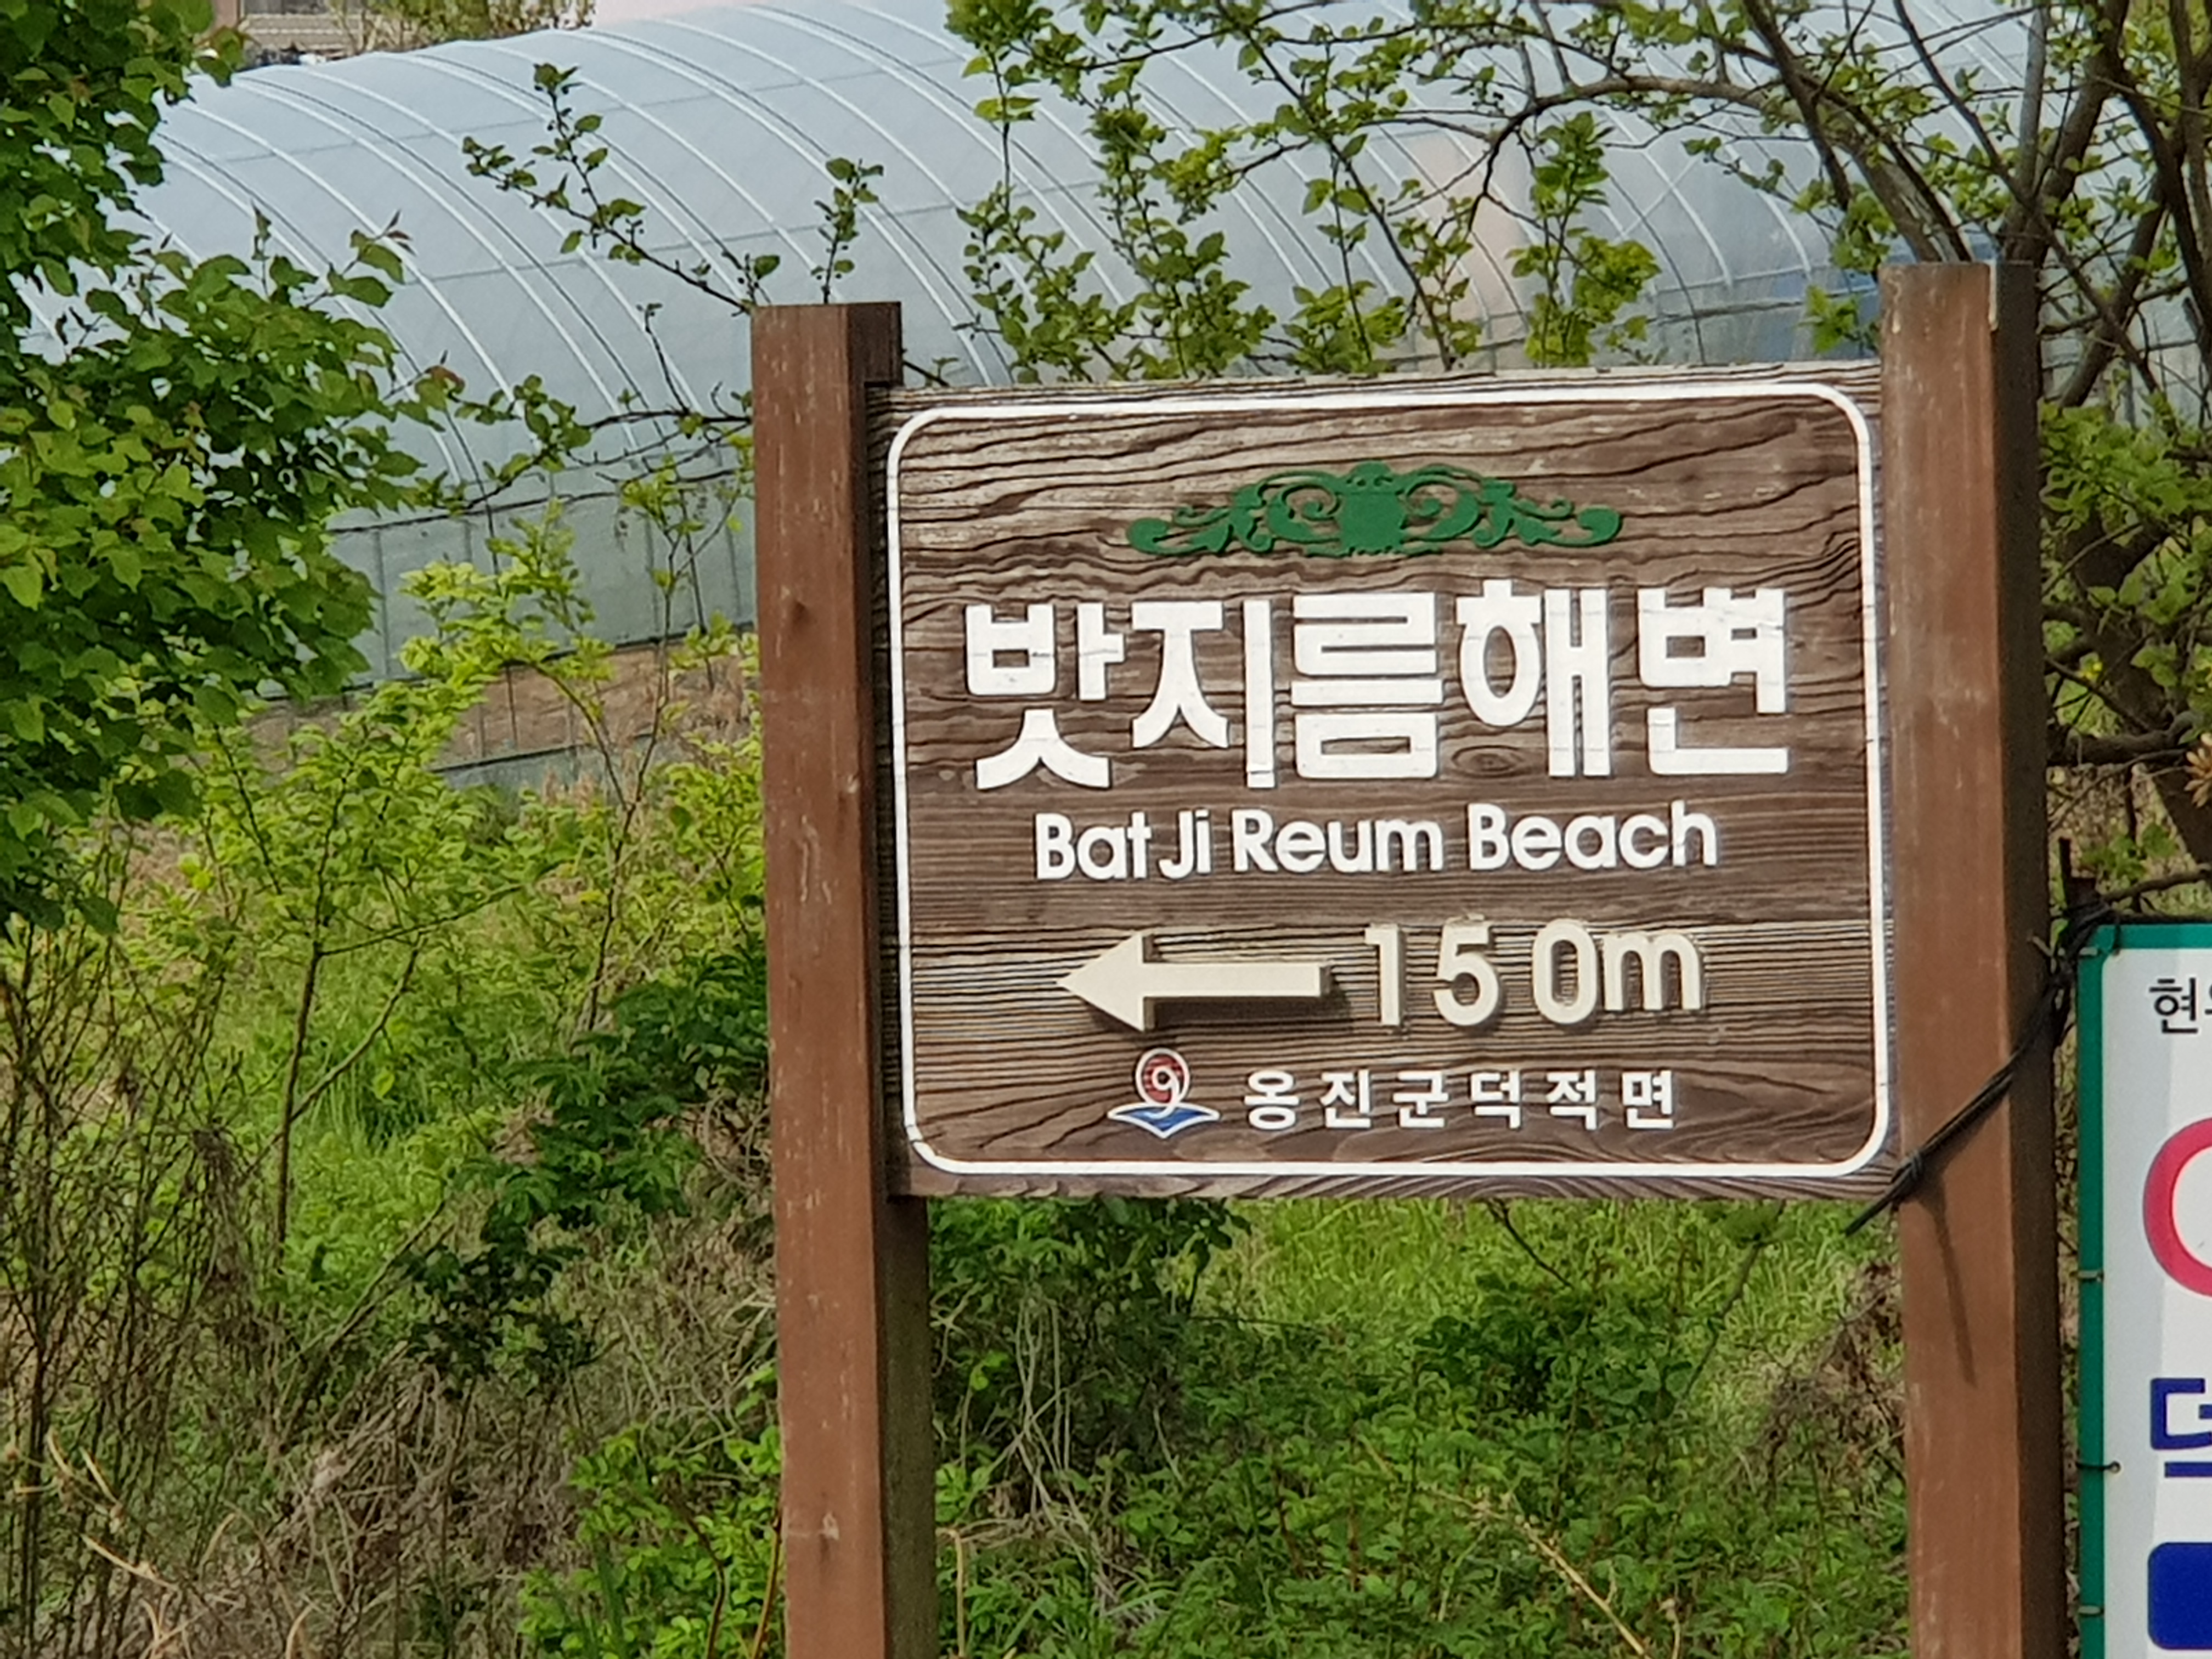 밧지름해변
Bat Ji Reum Beach
150m
옹진군덕적면